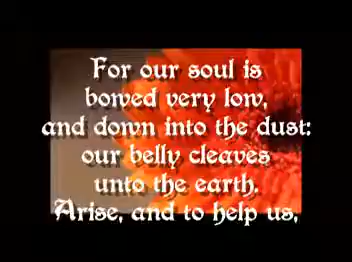 For our soul is
bowed very low,
and down into the dust:
our belly cleaves
unto the earth.
Arise, and to help us,